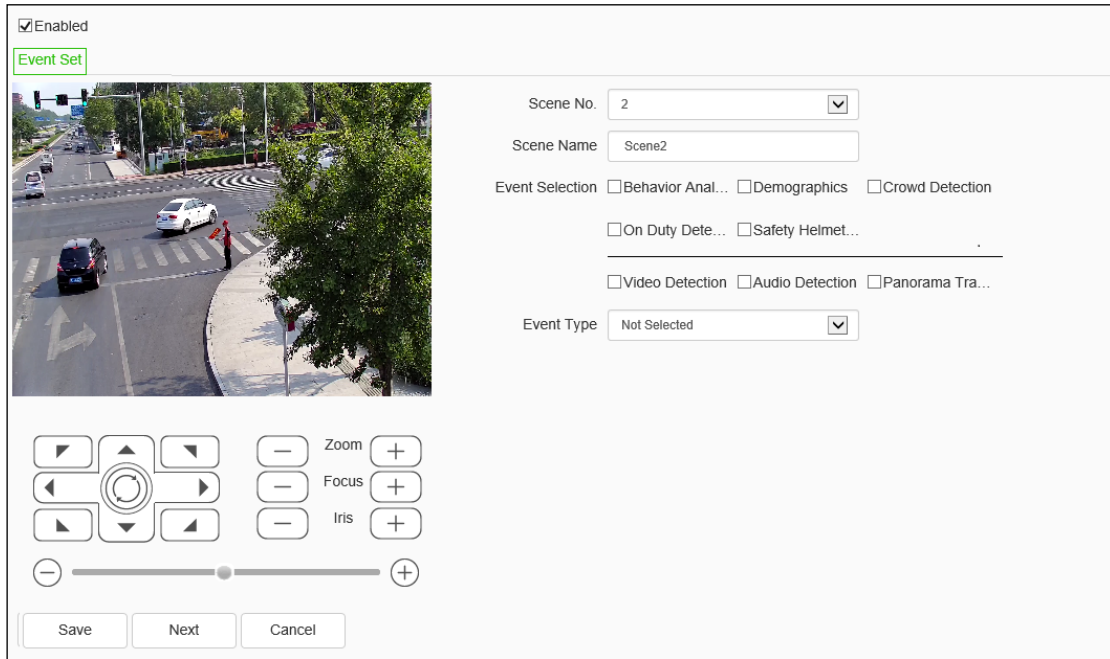 Enabled
Event Set
Scene No. 2
Scene Name Scene2
Event Selection Behavior Anal... Demographics Crowd Detection
On Duty Dete... Safety Helmet...
Video Detection Audio Detection Panorama Tra...
Event Type Not Selected
Zoom
Focus
Iris
Save Next Cancel